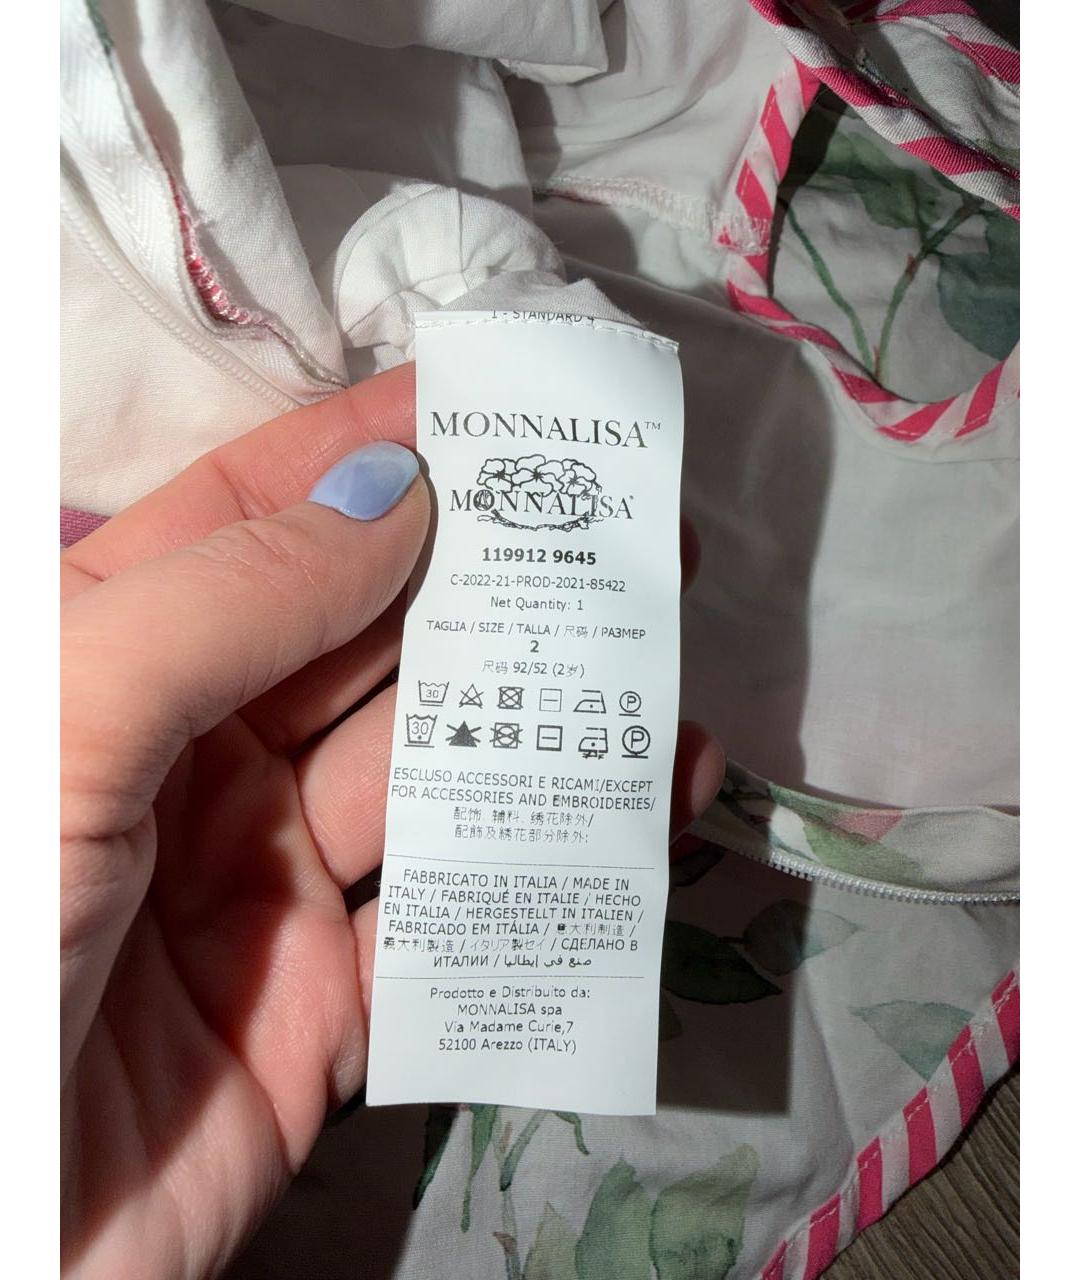 1 - STANDARD 4
MONNALISA™
MONNALISA®
119912 9645
C-2022-21-PROD-2021-85422
Net Quantity: 1
TAGLIA / SIZE / TALLA / 尺码 / РАЗМЕР
2
尺码 92/52 (2岁)
30 P
30 P
ESCLUSO ACCESSORI E RICAMI/EXCEPT
FOR ACCESSORIES AND EMBROIDERIES/
配饰、辅料、绣花除外/
配飾及綉花部分除外:
FABBRICATO IN ITALIA / MADE IN
ITALY / FABRIQUÉ EN ITALIE / HECHO
EN ITALIA / HERGESTELLT IN ITALIEN /
FABRICADO EM ITÁLIA / 意大利制造 /
義大利製造 / イタリア製セイ / СДЕЛАНО В
ИТАЛИИ / صنع في إيطاليا
Prodotto e Distribuito da:
MONNALISA spa
Via Madame Curie,7
52100 Arezzo (ITALY)